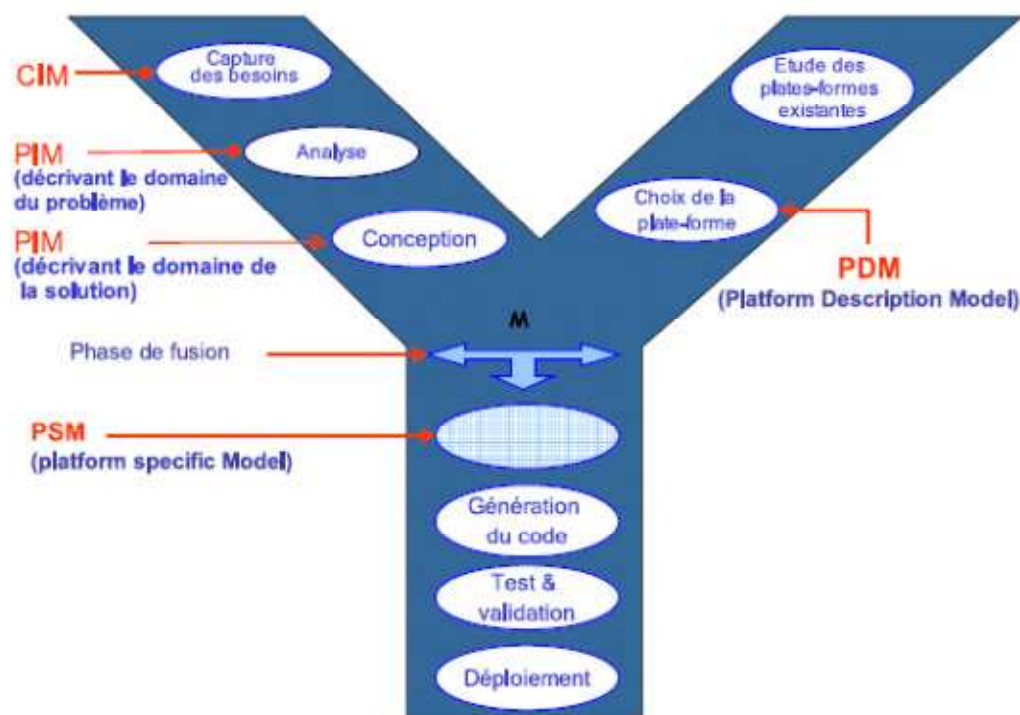 Capture
des besoins
Etude des
plates-formes
existantes
CIM
PIM
(décrivant le domaine
du problème)
Analyse
Choix de la
plate-forme
PIM
(décrivant le domaine de
la solution)
Conception
PDM
(Platform Description Model)
M
Phase de fusion
PSM
(platform specific Model)
Génération
du code
Test &
validation
Déploiement